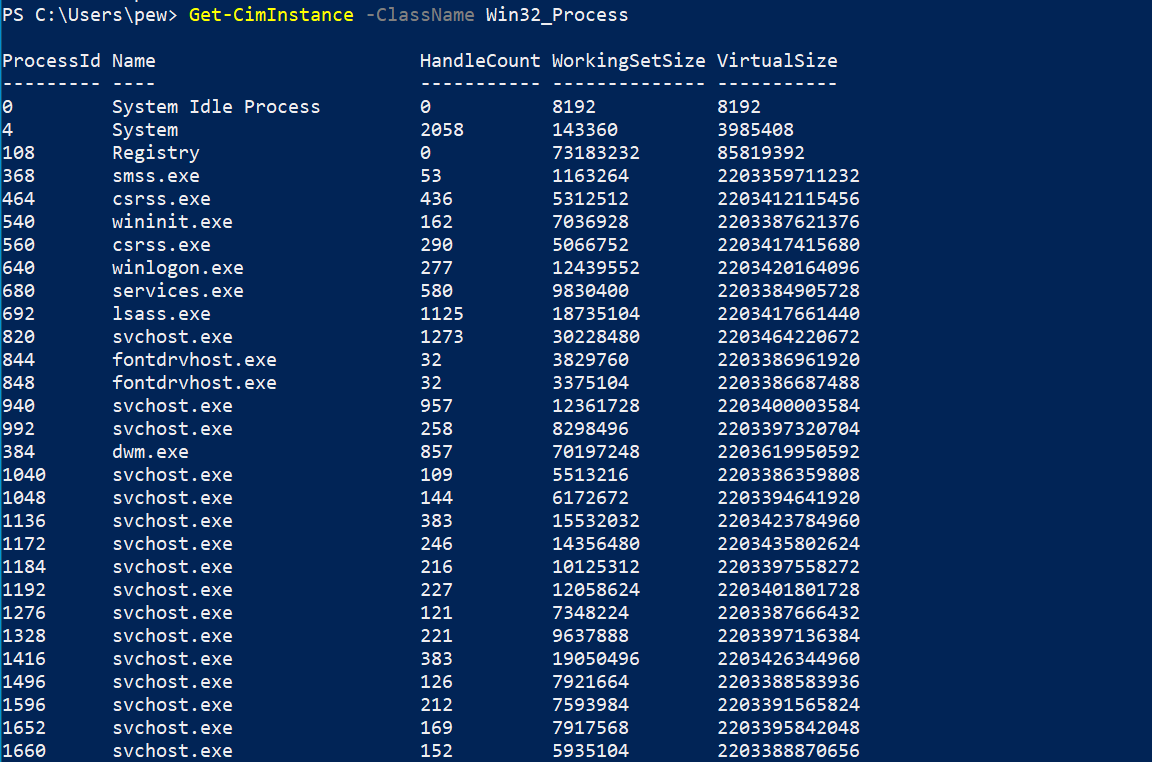 PS C:\Users\pew> Get-CimInstance -ClassName Win32_Process
ProcessId Name HandleCount WorkingSetSize VirtualSize
--------- ---- ----------- -------------- -----------
0 System Idle Process 0 8192 8192
4 System 2058 143360 3985408
108 Registry 0 73183232 85819392
368 smss.exe 53 1163264 2203359711232
464 csrss.exe 436 5312512 2203412115456
540 wininit.exe 162 7036928 2203387621376
560 csrss.exe 290 5066752 2203417415680
640 winlogon.exe 277 12439552 2203420164096
680 services.exe 580 9830400 2203384905728
692 lsass.exe 1125 18735104 2203417661440
820 svchost.exe 1273 30228480 2203464220672
844 fontdrvhost.exe 32 3829760 2203386961920
848 fontdrvhost.exe 32 3375104 2203386687488
940 svchost.exe 957 12361728 2203400003584
992 svchost.exe 258 8298496 2203397320704
384 dwm.exe 857 70197248 2203619950592
1040 svchost.exe 109 5513216 2203386359808
1048 svchost.exe 144 6172672 2203394641920
1136 svchost.exe 383 15532032 2203423784960
1172 svchost.exe 246 14356480 2203435802624
1184 svchost.exe 216 10125312 2203397558272
1192 svchost.exe 227 12058624 2203401801728
1276 svchost.exe 121 7348224 2203387666432
1328 svchost.exe 221 9637888 2203397136384
1416 svchost.exe 383 19050496 2203426344960
1496 svchost.exe 126 7921664 2203388583936
1596 svchost.exe 212 7593984 2203391565824
1652 svchost.exe 169 7917568 2203395842048
1660 svchost.exe 152 5935104 2203388870656